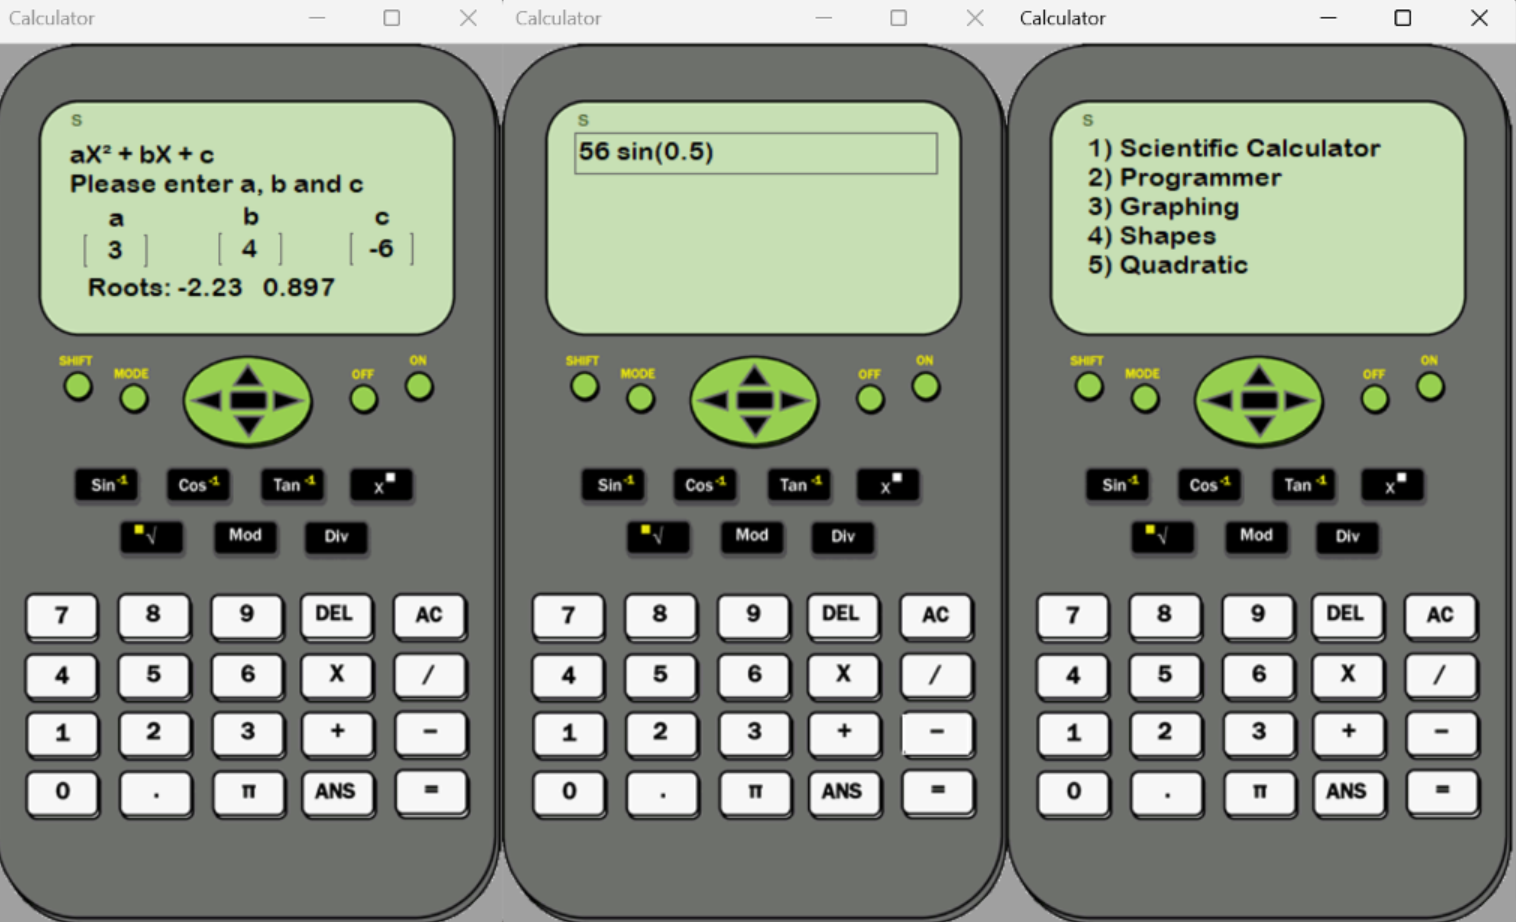 Calculator
S
aX² + bX + c
Please enter a, b and c
a b c
[ 3 ] [ 4 ] [ -6 ]
Roots: -2.23 0.897
SHIFT MODE OFF ON
Sin⁻¹ Cos⁻¹ Tan⁻¹ x▪
▪√ Mod Div
7 8 9 DEL AC
4 5 6 X /
1 2 3 + −
0 . π ANS =
Calculator
S
56 sin(0.5)
SHIFT MODE OFF ON
Sin⁻¹ Cos⁻¹ Tan⁻¹ x▪
▪√ Mod Div
7 8 9 DEL AC
4 5 6 X /
1 2 3 + −
0 . π ANS =
Calculator
S
1) Scientific Calculator
2) Programmer
3) Graphing
4) Shapes
5) Quadratic
SHIFT MODE OFF ON
Sin⁻¹ Cos⁻¹ Tan⁻¹ x▪
▪√ Mod Div
7 8 9 DEL AC
4 5 6 X /
1 2 3 + −
0 . π ANS =